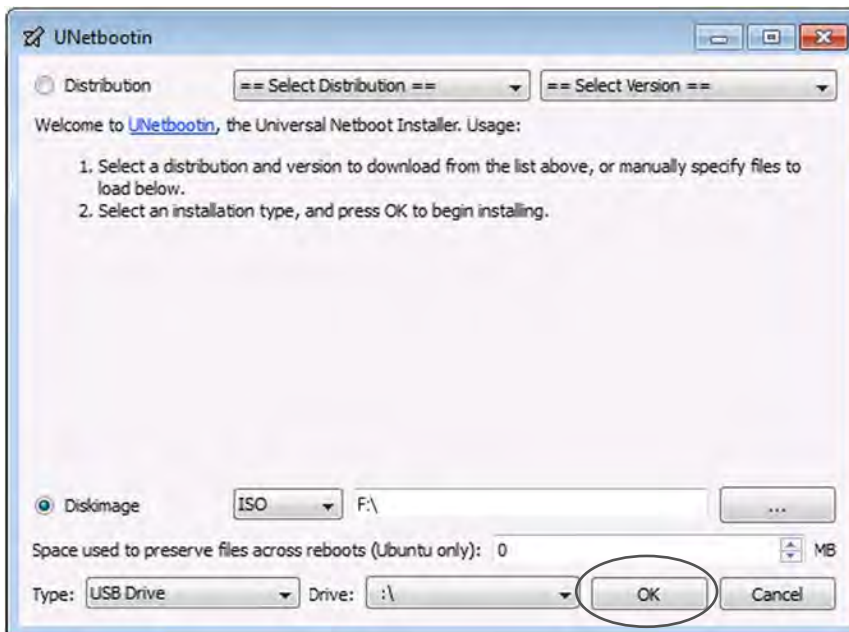 UNetbootin
Distribution == Select Distribution == == Select Version ==
Welcome to UNetbootin, the Universal Netboot Installer. Usage:
1. Select a distribution and version to download from the list above, or manually specify files to
load below.
2. Select an installation type, and press OK to begin installing.
Diskimage ISO F:\ ...
Space used to preserve files across reboots (Ubuntu only): 0 MB
Type: USB Drive Drive: :\ OK Cancel